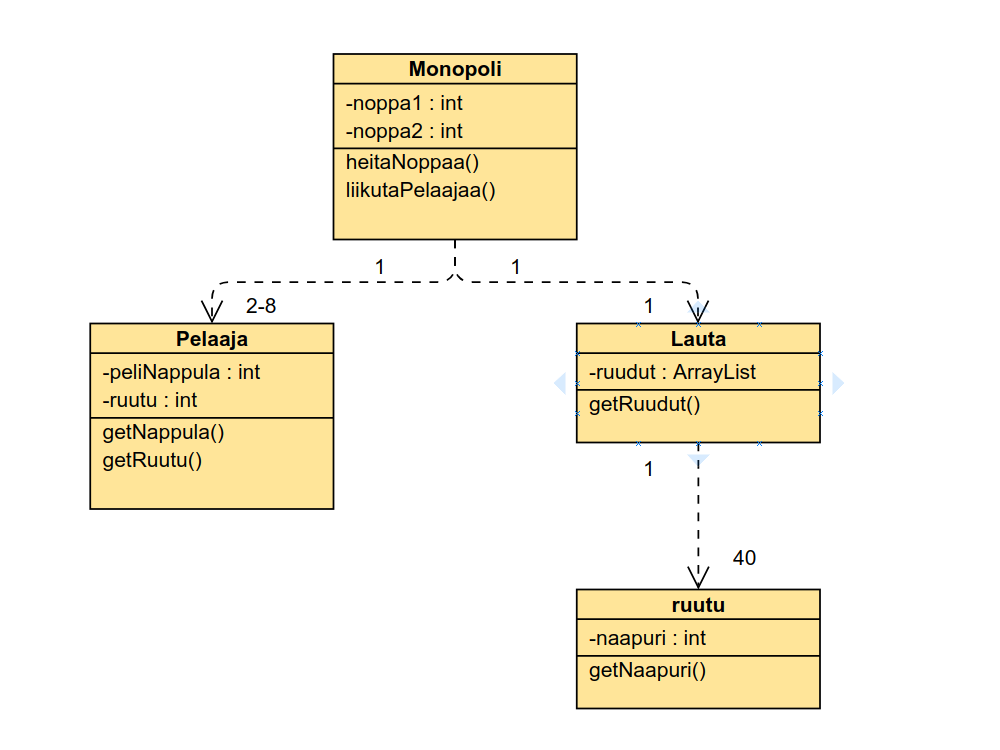 Monopoli
-noppa1 : int
-noppa2 : int
heitaNoppaa()
liikutaPelaajaa()
1
1
2-8
1
Pelaaja
-peliNappula : int
-ruutu : int
getNappula()
getRuutu()
Lauta
-ruudut : ArrayList
getRuudut()
1
40
ruutu
-naapuri : int
getNaapuri()